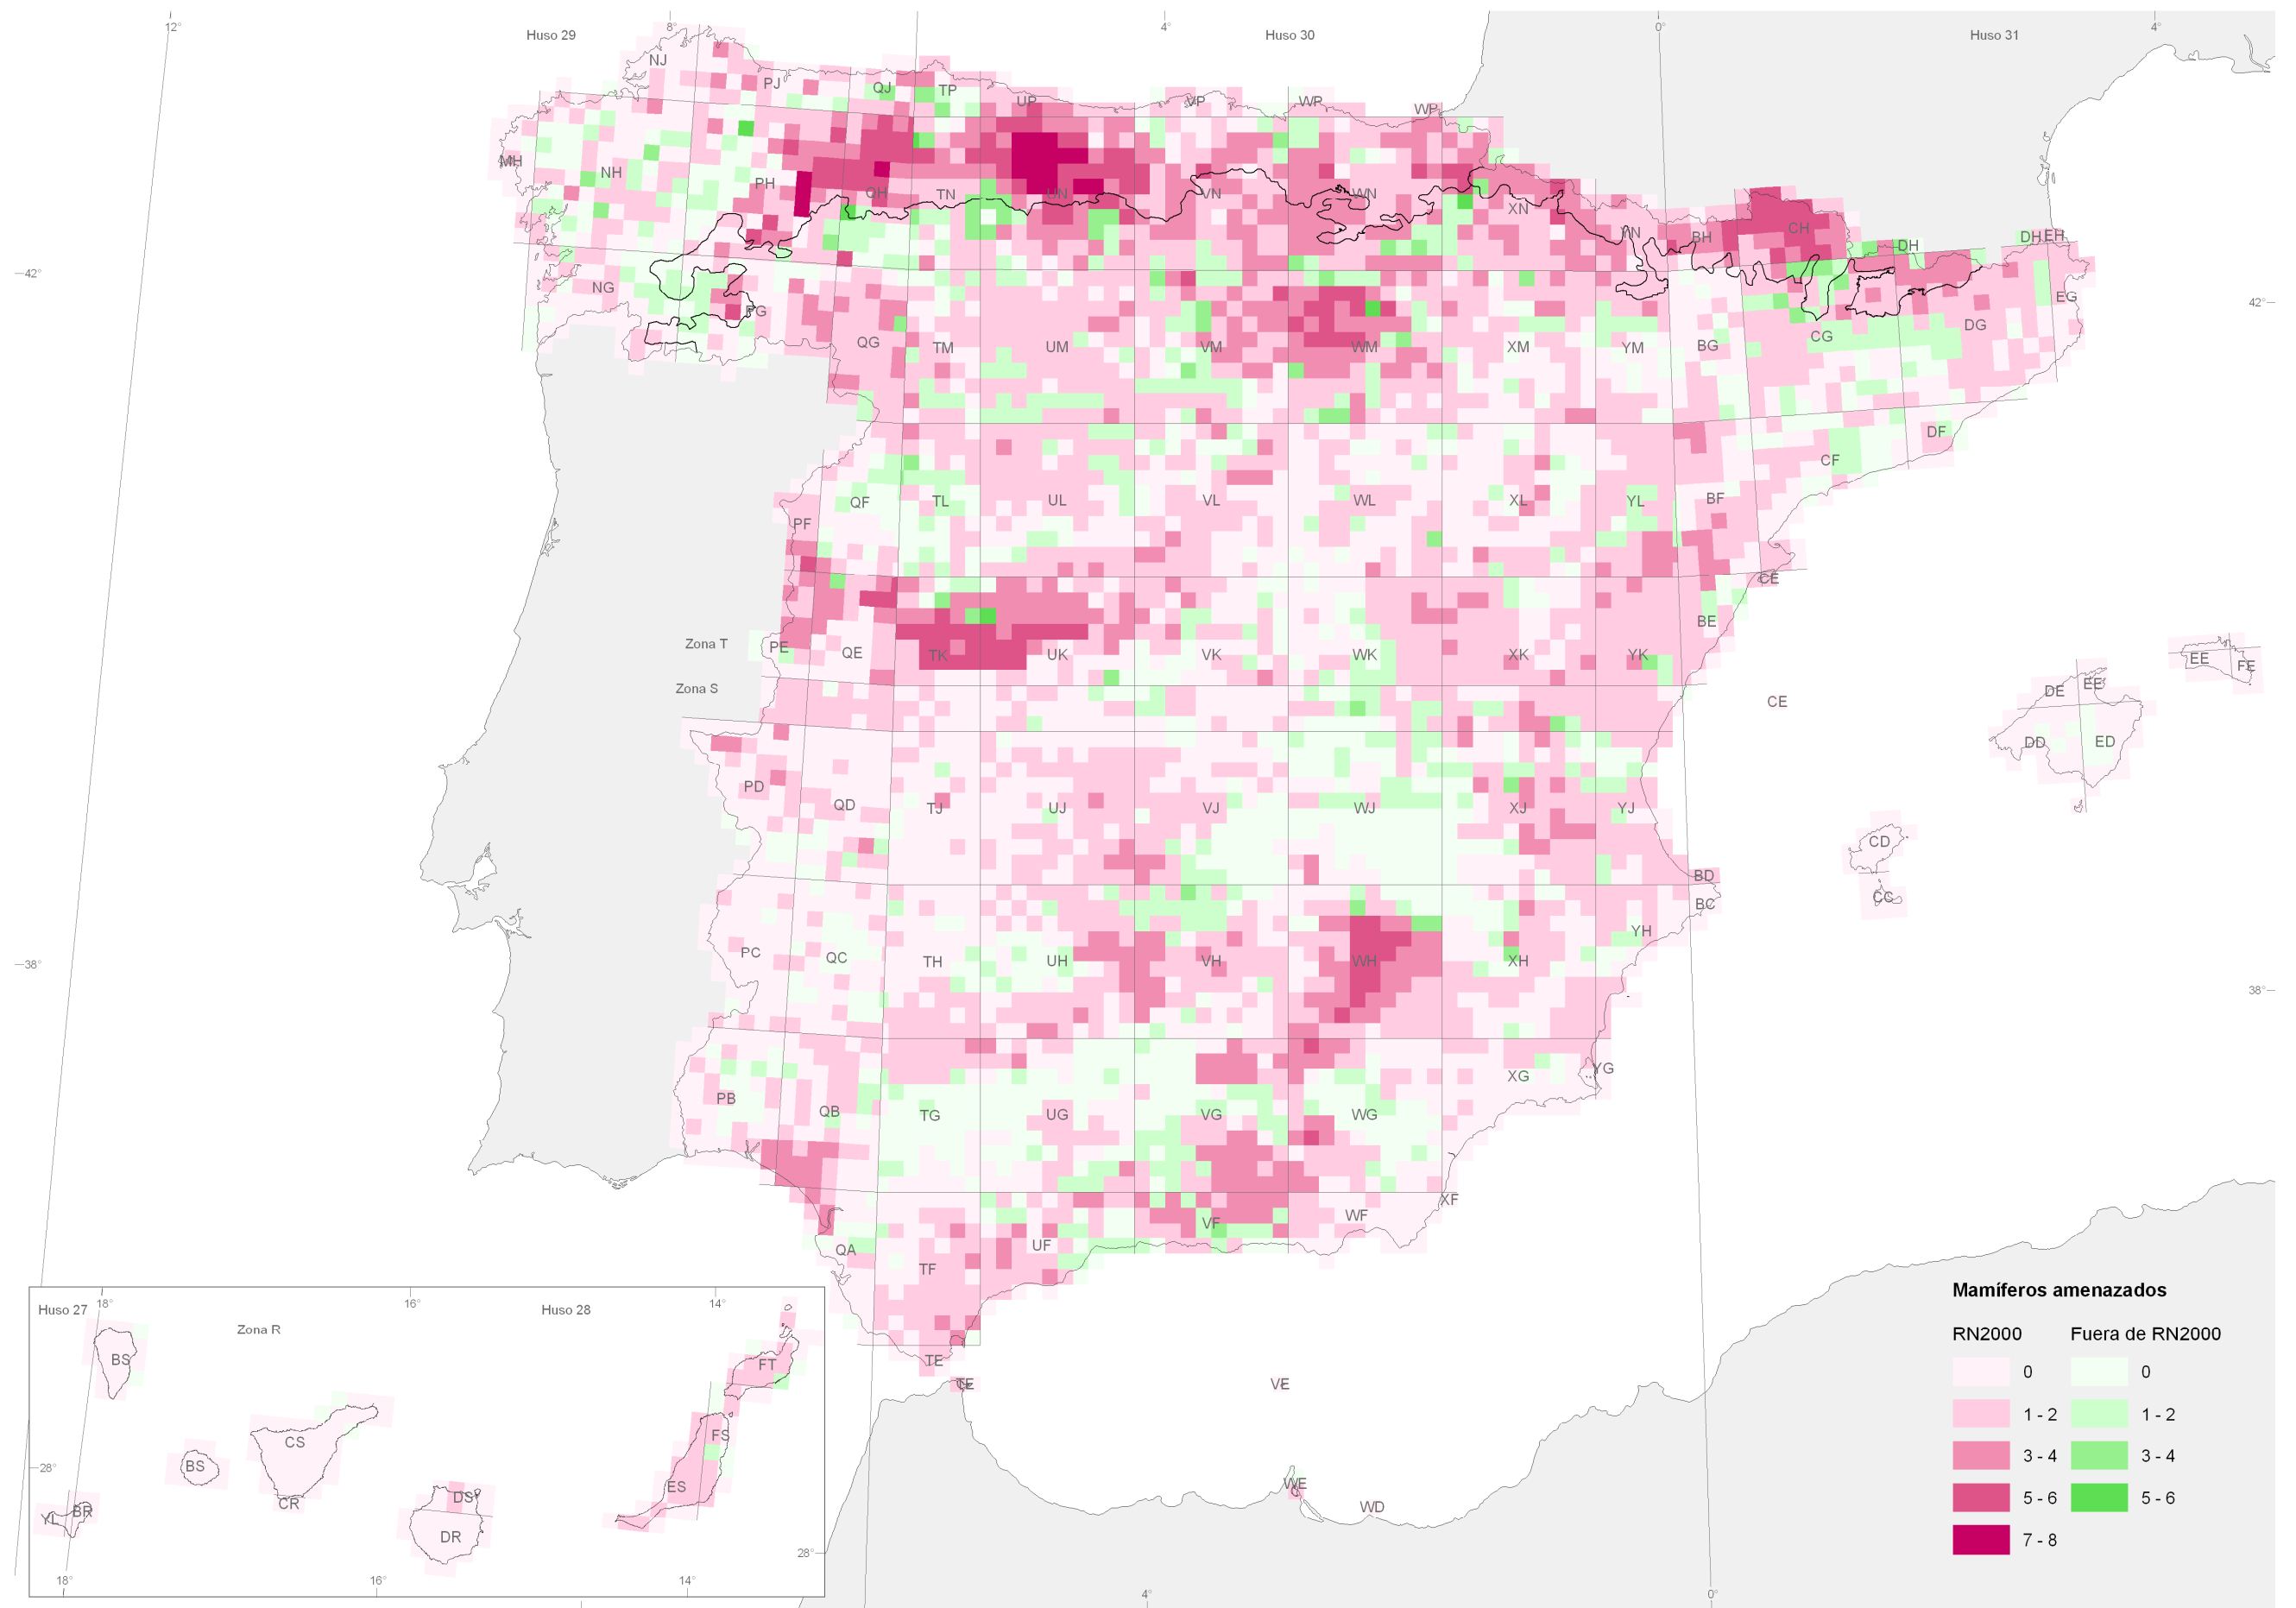 12°
8°
4°
0°
4°
Huso 29
Huso 30
Huso 31
NJ
PJ
QJ
TP
UP
VP
WP
WP
MH
NH
PH
QH
TN
UN
VN
WN
XN
YN
BH
CH
DH
DH
EH
42°
42°
NG
PG
QG
TM
UM
VM
WM
XM
YM
BG
CG
DG
EG
PF
QF
TL
UL
VL
WL
XL
YL
BF
CF
DF
Zona T
PE
QE
TK
UK
VK
WK
XK
YK
BE
CE
EE
FE
Zona S
CE
DE
EE
DD
ED
PD
QD
TJ
UJ
VJ
WJ
XJ
YJ
BD
CD
BC
CC
PC
QC
TH
UH
VH
WH
XH
YH
38°
38°
PB
QB
TG
UG
VG
WG
XG
YG
QA
TF
UF
VF
WF
XF
TE
TE
VE
WE
WD
Huso 27
18°
16°
Huso 28
14°
Zona R
BS
FT
CS
BS
FS
28°
ES
YL
BR
CR
DS
DR
28°
18°
16°
14°
4°
0°
Mamíferos amenazados
RN2000 Fuera de RN2000
0 0
1 - 2 1 - 2
3 - 4 3 - 4
5 - 6 5 - 6
7 - 8